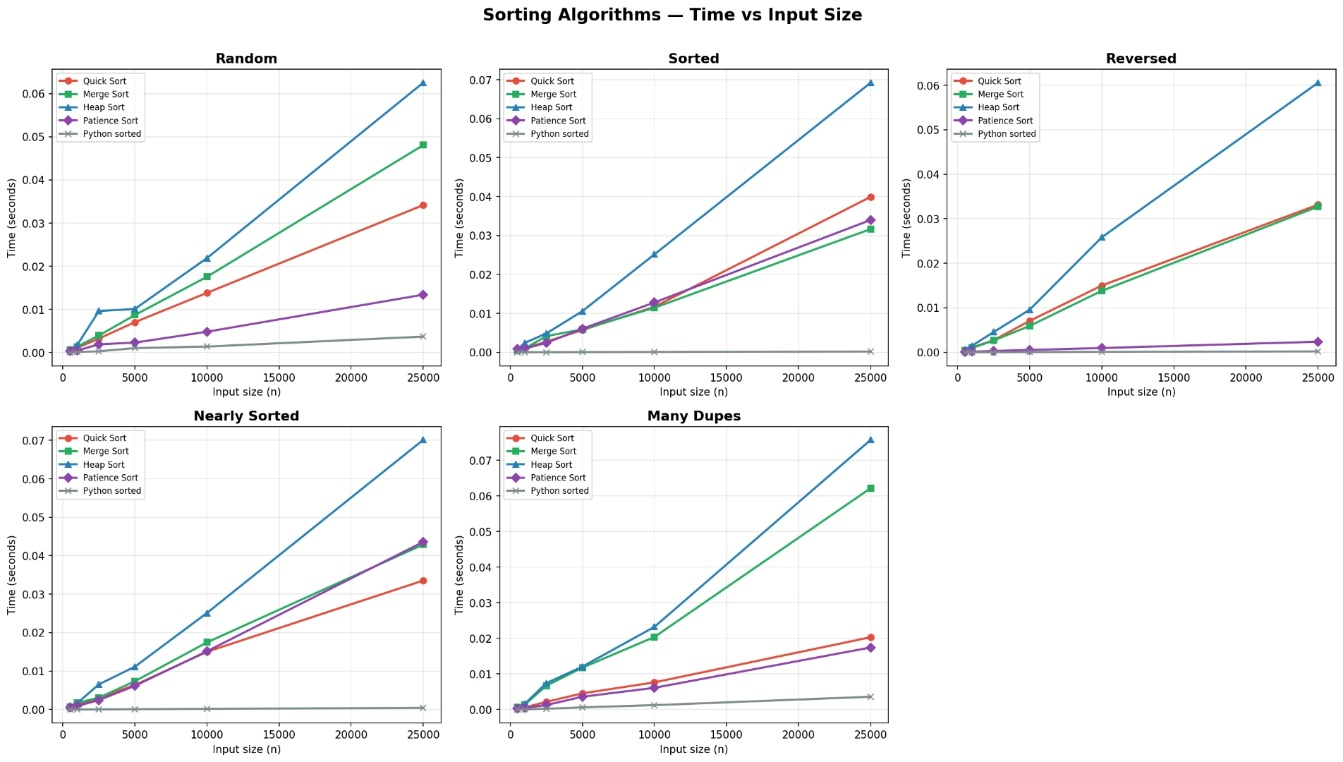 Sorting Algorithms — Time vs Input Size
Random
Quick Sort
Merge Sort
Heap Sort
Patience Sort
Python sorted
Time (seconds)
0.06
0.05
0.04
0.03
0.02
0.01
0.00
0 5000 10000 15000 20000 25000
Input size (n)
Sorted
Quick Sort
Merge Sort
Heap Sort
Patience Sort
Python sorted
Time (seconds)
0.07
0.06
0.05
0.04
0.03
0.02
0.01
0.00
0 5000 10000 15000 20000 25000
Input size (n)
Reversed
Quick Sort
Merge Sort
Heap Sort
Patience Sort
Python sorted
Time (seconds)
0.06
0.05
0.04
0.03
0.02
0.01
0.00
0 5000 10000 15000 20000 25000
Input size (n)
Nearly Sorted
Quick Sort
Merge Sort
Heap Sort
Patience Sort
Python sorted
Time (seconds)
0.07
0.06
0.05
0.04
0.03
0.02
0.01
0.00
0 5000 10000 15000 20000 25000
Input size (n)
Many Dupes
Quick Sort
Merge Sort
Heap Sort
Patience Sort
Python sorted
Time (seconds)
0.07
0.06
0.05
0.04
0.03
0.02
0.01
0.00
0 5000 10000 15000 20000 25000
Input size (n)